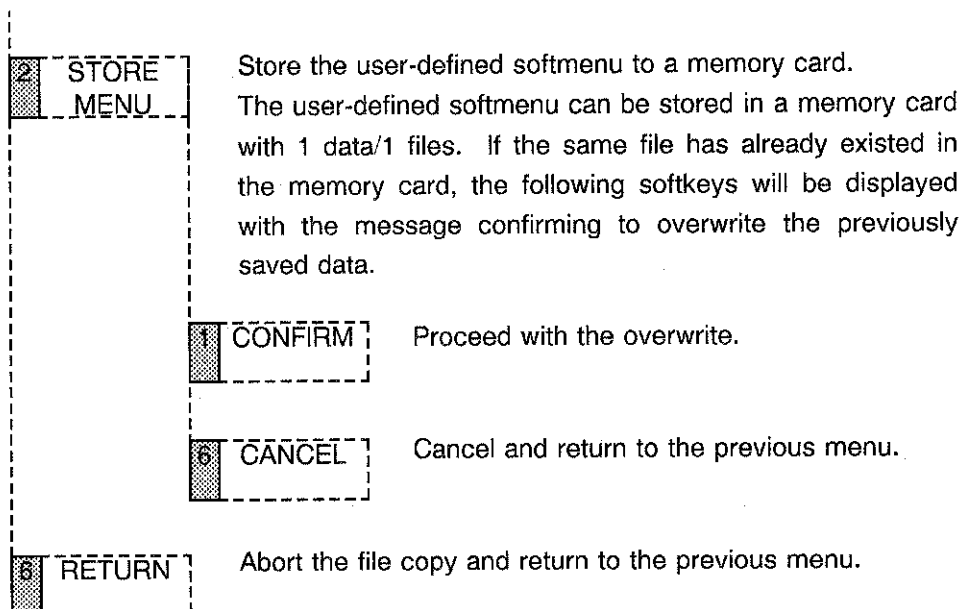 2 STORE MENU
Store the user-defined softmenu to a memory card.
The user-defined softmenu can be stored in a memory card
with 1 data/1 files. If the same file has already existed in
the memory card, the following softkeys will be displayed
with the message confirming to overwrite the previously
saved data.
1 CONFIRM
Proceed with the overwrite.
6 CANCEL
Cancel and return to the previous menu.
6 RETURN
Abort the file copy and return to the previous menu.